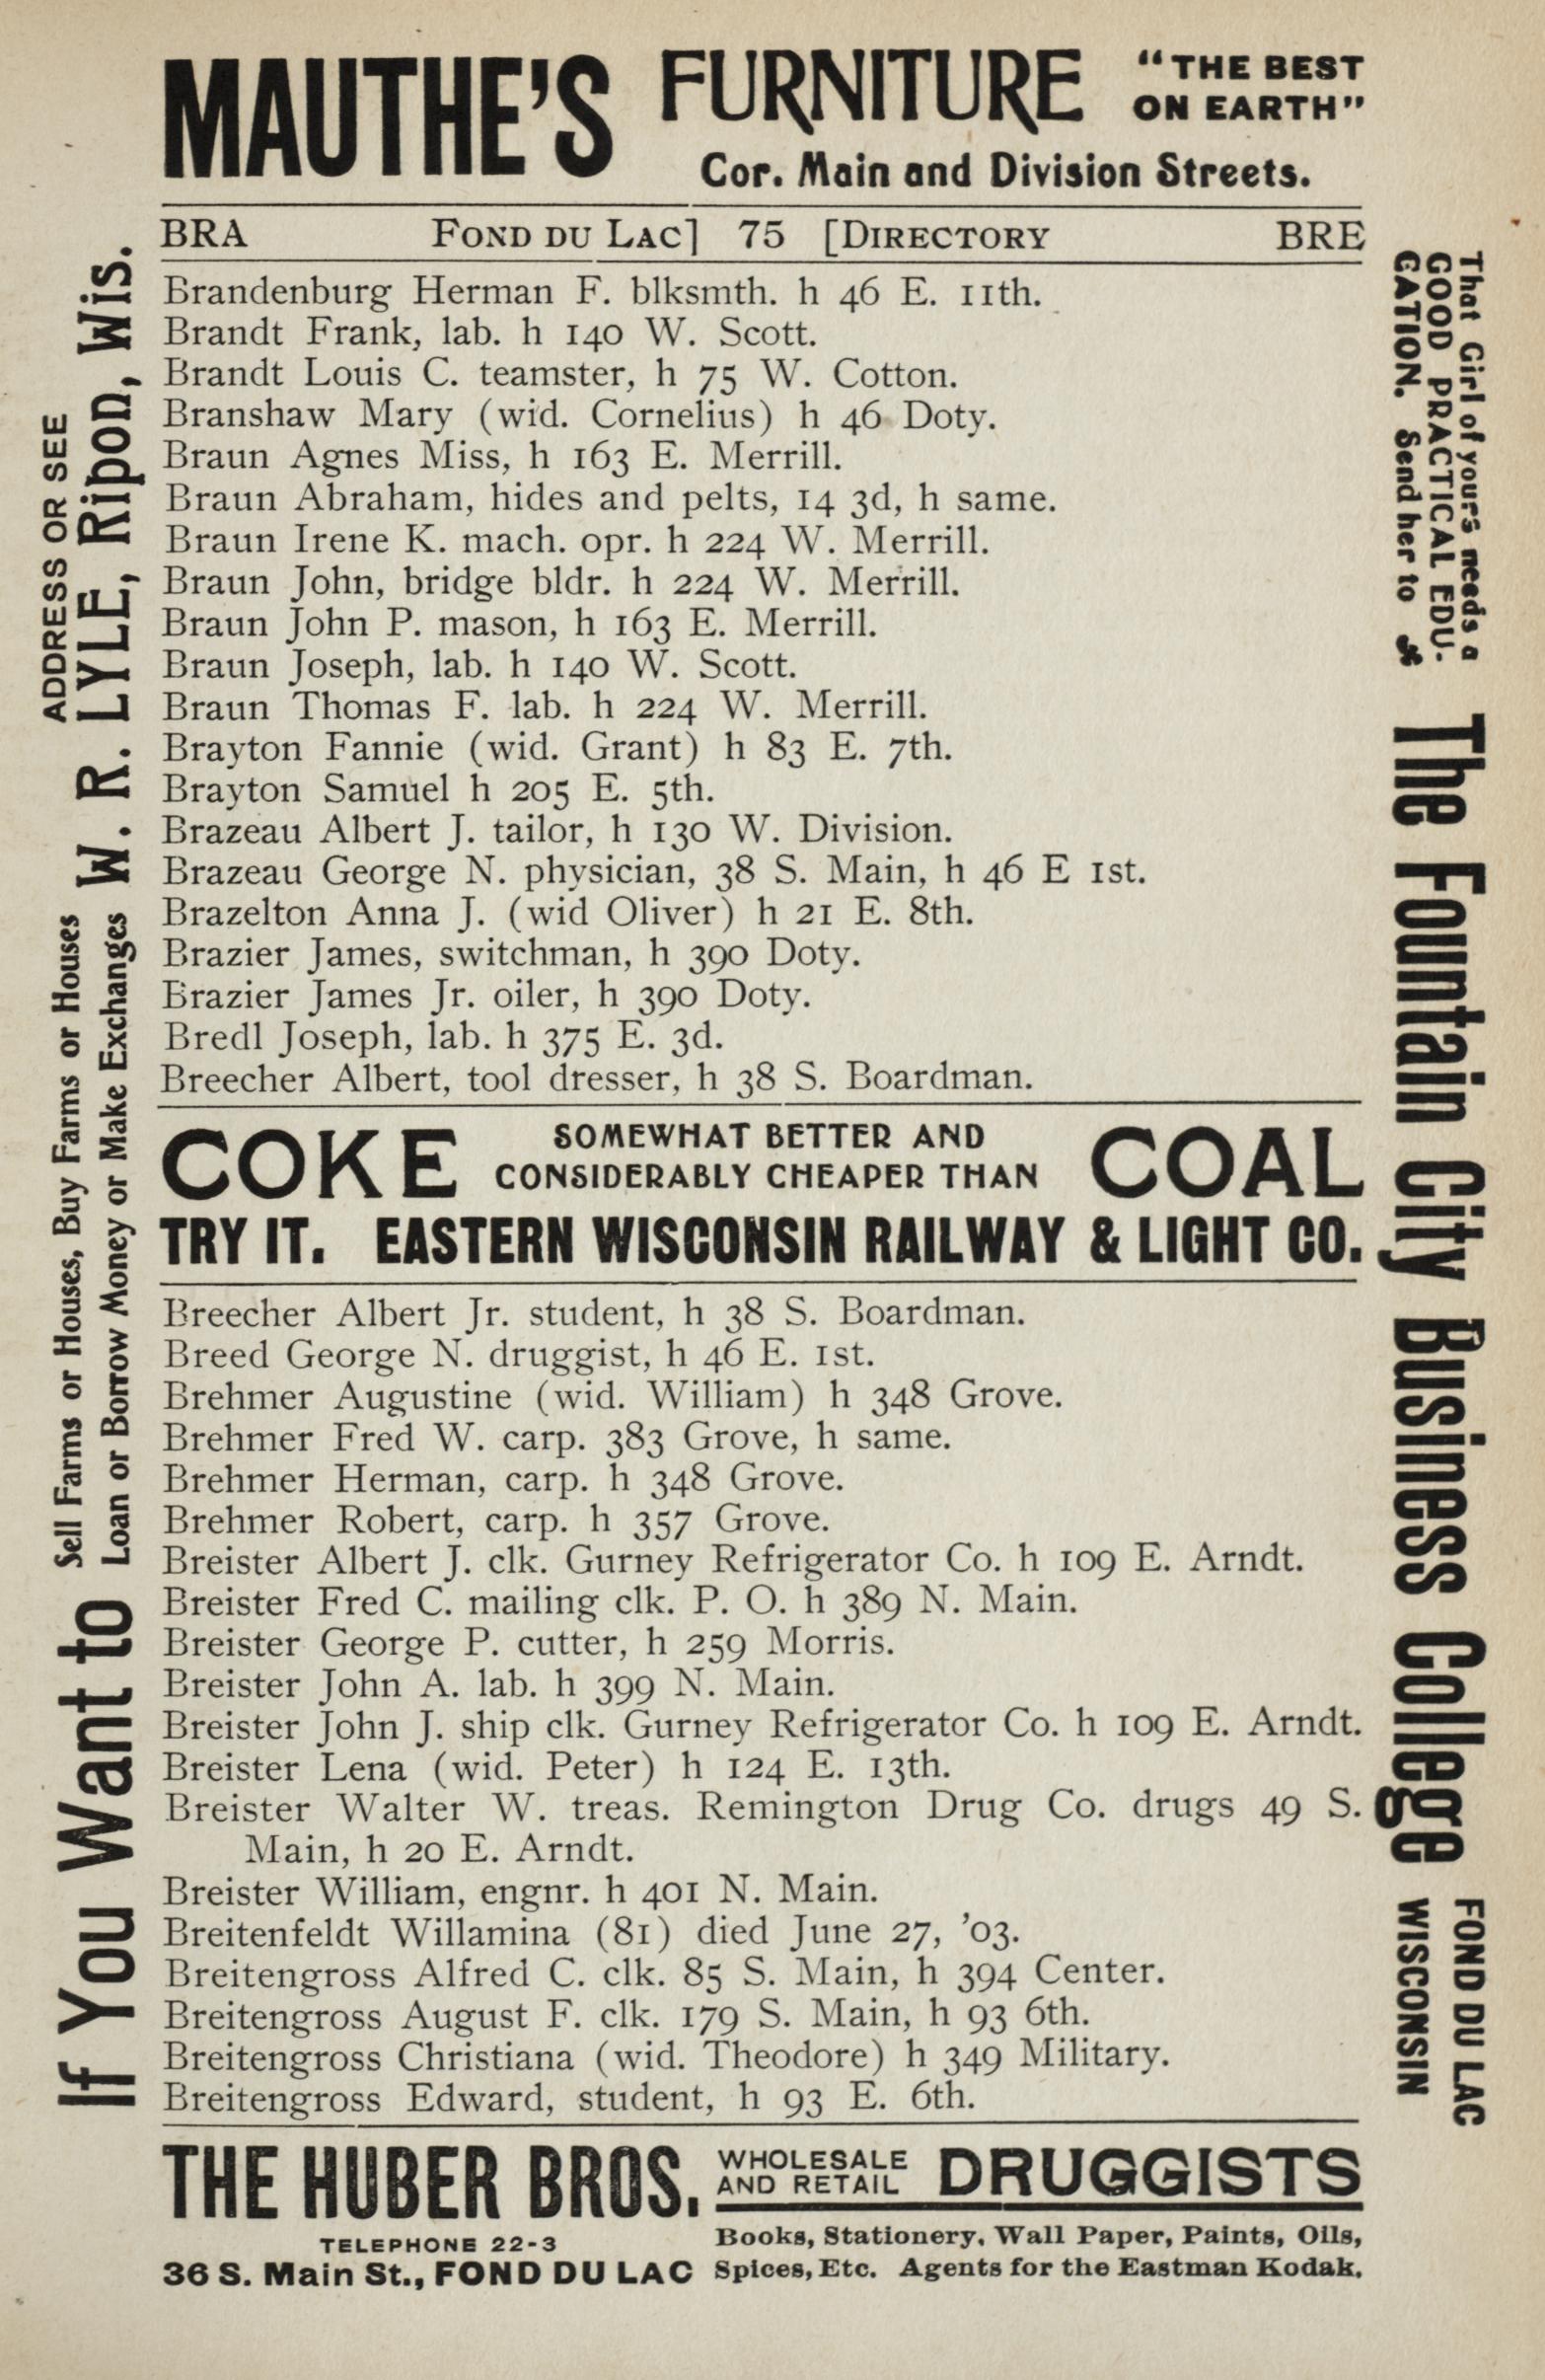 MAUTHE'S FURNITURE "THE BEST
ON EARTH"
Cor. Main and Division Streets.
BRA FOND DU LAC] 75 [DIRECTORY BRE
Brandenburg Herman F. blksmth. h 46 E. 11th.
Brandt Frank, lab. h 140 W. Scott.
Brandt Louis C. teamster, h 75 W. Cotton.
Branshaw Mary (wid. Cornelius) h 46 Doty.
Braun Agnes Miss, h 163 E. Merrill.
Braun Abraham, hides and pelts, 14 3d, h same.
Braun Irene K. mach. opr. h 224 W. Merrill.
Braun John, bridge bldr. h 224 W. Merrill.
Braun John P. mason, h 163 E. Merrill.
Braun Joseph, lab. h 140 W. Scott.
Braun Thomas F. lab. h 224 W. Merrill.
Brayton Fannie (wid. Grant) h 83 E. 7th.
Brayton Samuel h 205 E. 5th.
Brazeau Albert J. tailor, h 130 W. Division.
Brazeau George N. physician, 38 S. Main, h 46 E 1st.
Brazelton Anna J. (wid Oliver) h 21 E. 8th.
Brazier James, switchman, h 390 Doty.
Brazier James Jr. oiler, h 390 Doty.
Bredl Joseph, lab. h 375 E. 3d.
Breecher Albert, tool dresser, h 38 S. Boardman.
COKE SOMEWHAT BETTER AND
CONSIDERABLY CHEAPER THAN COAL
TRY IT. EASTERN WISCONSIN RAILWAY & LIGHT CO.
Breecher Albert Jr. student, h 38 S. Boardman.
Breed George N. druggist, h 46 E. 1st.
Brehmer Augustine (wid. William) h 348 Grove.
Brehmer Fred W. carp. 383 Grove, h same.
Brehmer Herman, carp. h 348 Grove.
Brehmer Robert, carp. h 357 Grove.
Breister Albert J. clk. Gurney Refrigerator Co. h 109 E. Arndt.
Breister Fred C. mailing clk. P. O. h 389 N. Main.
Breister George P. cutter, h 259 Morris.
Breister John A. lab. h 399 N. Main.
Breister John J. ship clk. Gurney Refrigerator Co. h 109 E. Arndt.
Breister Lena (wid. Peter) h 124 E. 13th.
Breister Walter W. treas. Remington Drug Co. drugs 49 S.
Main, h 20 E. Arndt.
Breister William, engnr. h 401 N. Main.
Breitenfeldt Willamina (81) died June 27, '03.
Breitengross Alfred C. clk. 85 S. Main, h 394 Center.
Breitengross August F. clk. 179 S. Main, h 93 6th.
Breitengross Christiana (wid. Theodore) h 349 Military.
Breitengross Edward, student, h 93 E. 6th.
THE HUBER BROS. WHOLESALE
AND RETAIL DRUGGISTS
TELEPHONE 22-3
36 S. Main St., FOND DU LAC
Books, Stationery, Wall Paper, Paints, Oils,
Spices, Etc. Agents for the Eastman Kodak.
If You Want to
Sell Farms or Houses, Buy Farms or Houses
Loan or Borrow Money or Make Exchanges
ADDRESS OR SEE
W. R. LYLE, Ripon, Wis.
That Girl of yours needs a
GOOD PRACTICAL EDU-
CATION. Send her to
The Fountain City Business College
FOND DU LAC
WISCONSIN